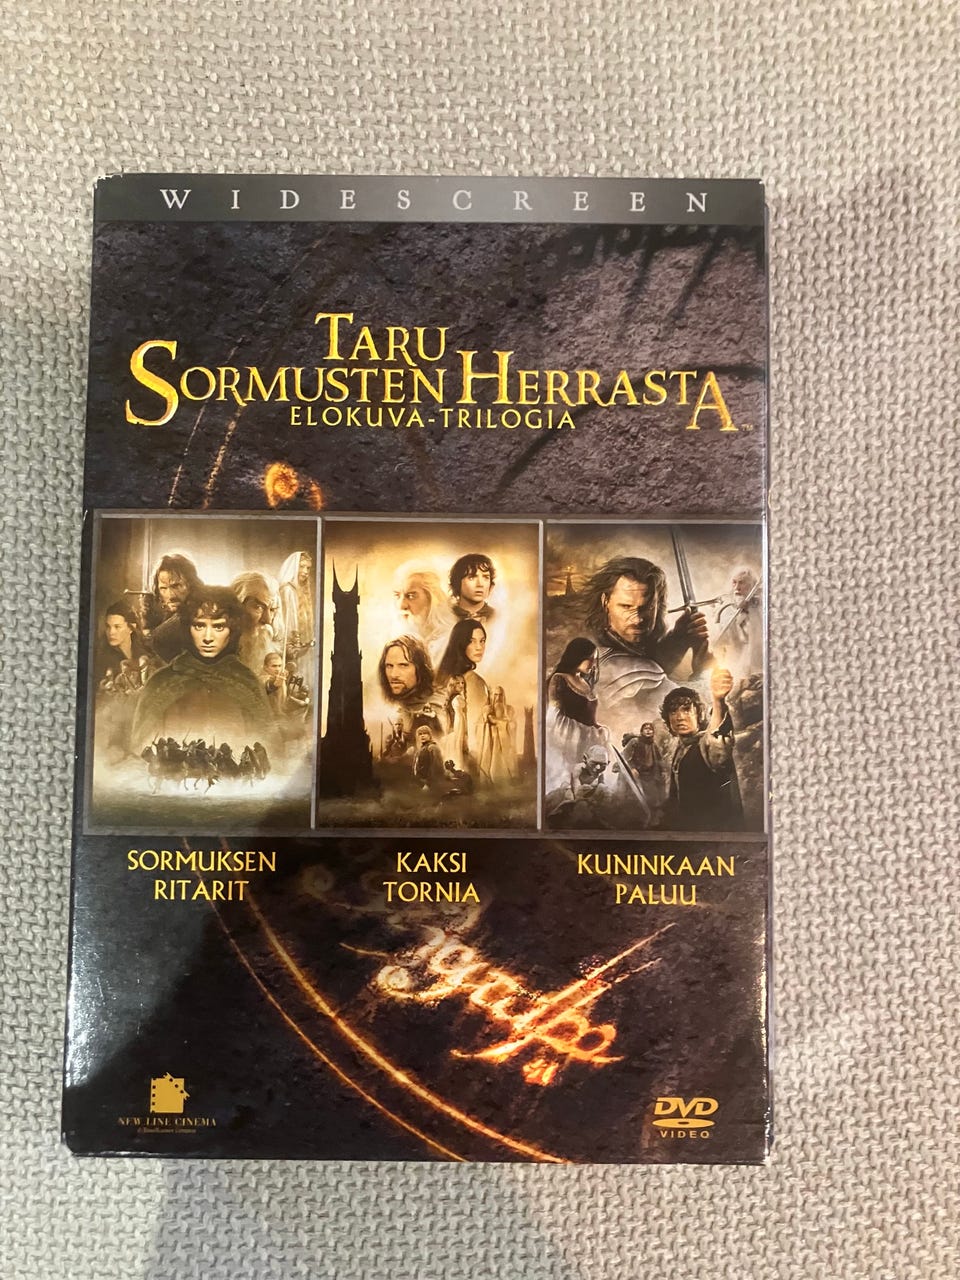 WIDESCREEN
TARU
SORMUSTEN HERRASTA
ELOKUVA-TRILOGIA
SORMUKSEN
RITARIT
KAKSI
TORNIA
KUNINKAAN
PALUU
NEW LINE CINEMA
DVD
VIDEO